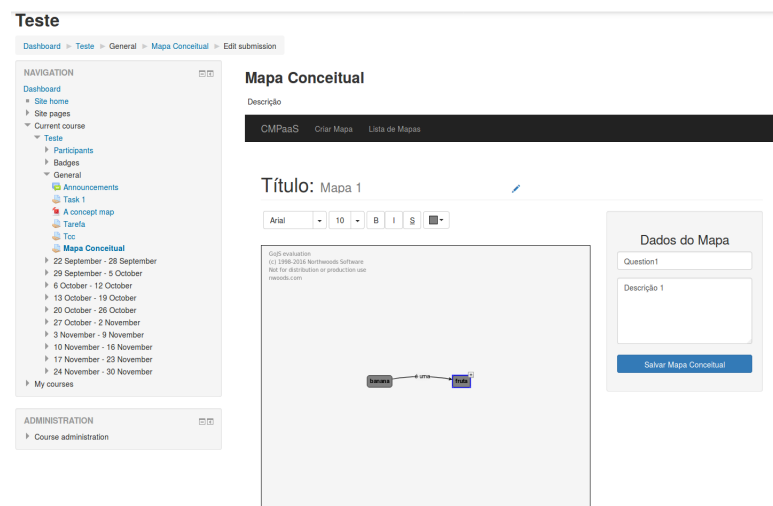 Teste
Dashboard Teste General Mapa Conceitual Edit submission
NAVIGATION
Dashboard
Site home
Site pages
Current course
Teste
Participants
Badges
General
Announcements
Task 1
A concept map
Tarefa
Tcc
Mapa Conceitual
22 September - 28 September
29 September - 5 October
6 October - 12 October
13 October - 19 October
20 October - 26 October
27 October - 2 November
3 November - 9 November
10 November - 16 November
17 November - 23 November
24 November - 30 November
My courses
ADMINISTRATION
Course administration
Mapa Conceitual
Descrição
CMPaaS Criar Mapa Lista de Mapas
Título: Mapa 1
Arial 10 B I S
GoJS evaluation
(c) 1998-2016 Northwoods Software
Not for distribution or production use
nwoods.com
banana é uma fruta
Dados do Mapa
Question1
Descrição 1
Salvar Mapa Conceitual